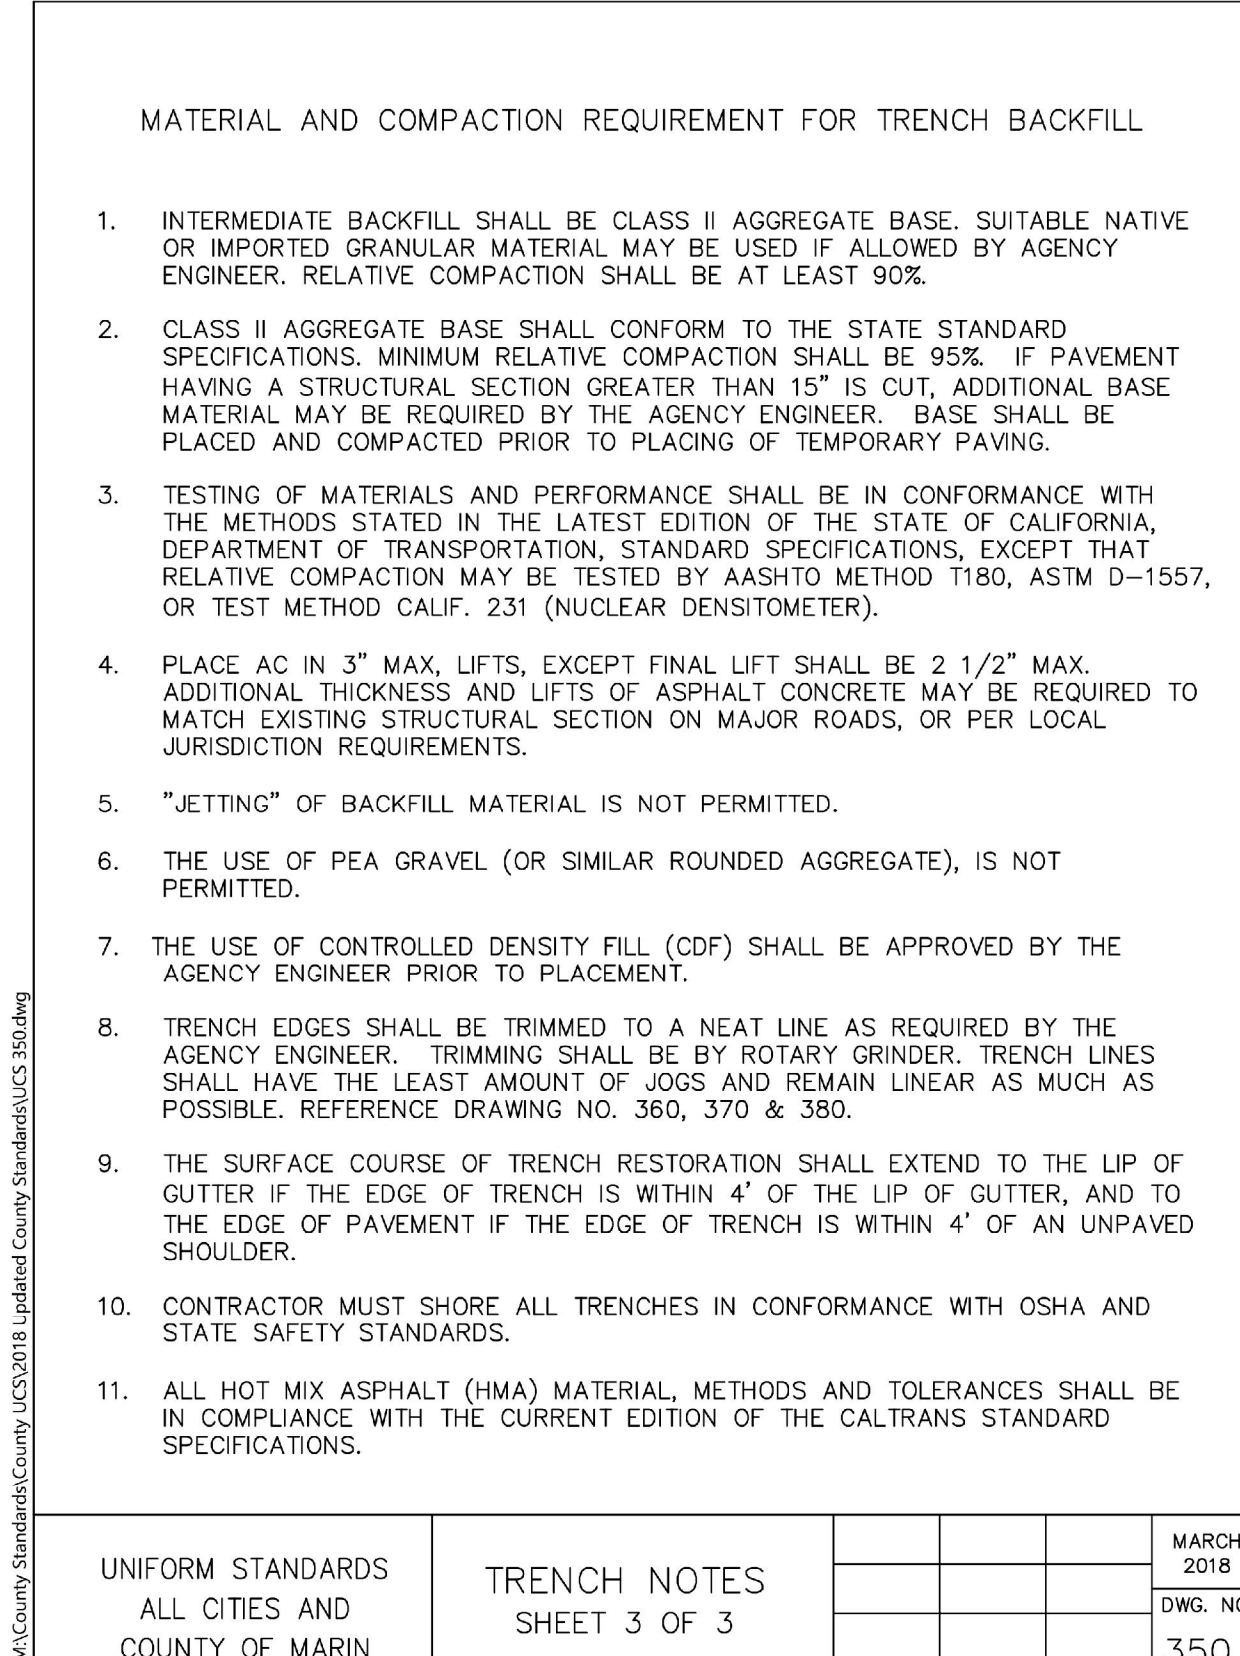 MATERIAL AND COMPACTION REQUIREMENT FOR TRENCH BACKFILL
1. INTERMEDIATE BACKFILL SHALL BE CLASS II AGGREGATE BASE. SUITABLE NATIVE
OR IMPORTED GRANULAR MATERIAL MAY BE USED IF ALLOWED BY AGENCY
ENGINEER. RELATIVE COMPACTION SHALL BE AT LEAST 90%.
2. CLASS II AGGREGATE BASE SHALL CONFORM TO THE STATE STANDARD
SPECIFICATIONS. MINIMUM RELATIVE COMPACTION SHALL BE 95%. IF PAVEMENT
HAVING A STRUCTURAL SECTION GREATER THAN 15" IS CUT, ADDITIONAL BASE
MATERIAL MAY BE REQUIRED BY THE AGENCY ENGINEER. BASE SHALL BE
PLACED AND COMPACTED PRIOR TO PLACING OF TEMPORARY PAVING.
3. TESTING OF MATERIALS AND PERFORMANCE SHALL BE IN CONFORMANCE WITH
THE METHODS STATED IN THE LATEST EDITION OF THE STATE OF CALIFORNIA,
DEPARTMENT OF TRANSPORTATION, STANDARD SPECIFICATIONS, EXCEPT THAT
RELATIVE COMPACTION MAY BE TESTED BY AASHTO METHOD T180, ASTM D-1557,
OR TEST METHOD CALIF. 231 (NUCLEAR DENSITOMETER).
4. PLACE AC IN 3" MAX, LIFTS, EXCEPT FINAL LIFT SHALL BE 2 1/2" MAX.
ADDITIONAL THICKNESS AND LIFTS OF ASPHALT CONCRETE MAY BE REQUIRED TO
MATCH EXISTING STRUCTURAL SECTION ON MAJOR ROADS, OR PER LOCAL
JURISDICTION REQUIREMENTS.
5. "JETTING" OF BACKFILL MATERIAL IS NOT PERMITTED.
6. THE USE OF PEA GRAVEL (OR SIMILAR ROUNDED AGGREGATE), IS NOT
PERMITTED.
7. THE USE OF CONTROLLED DENSITY FILL (CDF) SHALL BE APPROVED BY THE
AGENCY ENGINEER PRIOR TO PLACEMENT.
8. TRENCH EDGES SHALL BE TRIMMED TO A NEAT LINE AS REQUIRED BY THE
AGENCY ENGINEER. TRIMMING SHALL BE BY ROTARY GRINDER. TRENCH LINES
SHALL HAVE THE LEAST AMOUNT OF JOGS AND REMAIN LINEAR AS MUCH AS
POSSIBLE. REFERENCE DRAWING NO. 360, 370 & 380.
9. THE SURFACE COURSE OF TRENCH RESTORATION SHALL EXTEND TO THE LIP OF
GUTTER IF THE EDGE OF TRENCH IS WITHIN 4' OF THE LIP OF GUTTER, AND TO
THE EDGE OF PAVEMENT IF THE EDGE OF TRENCH IS WITHIN 4' OF AN UNPAVED
SHOULDER.
10. CONTRACTOR MUST SHORE ALL TRENCHES IN CONFORMANCE WITH OSHA AND
STATE SAFETY STANDARDS.
11. ALL HOT MIX ASPHALT (HMA) MATERIAL, METHODS AND TOLERANCES SHALL BE
IN COMPLIANCE WITH THE CURRENT EDITION OF THE CALTRANS STANDARD
SPECIFICATIONS.
M:\County Standards\County UCS\2018 Updated County Standards\UCS 350.dwg
UNIFORM STANDARDS
ALL CITIES AND
COUNTY OF MARIN
TRENCH NOTES
SHEET 3 OF 3
MARCH
2018
DWG. NO
350